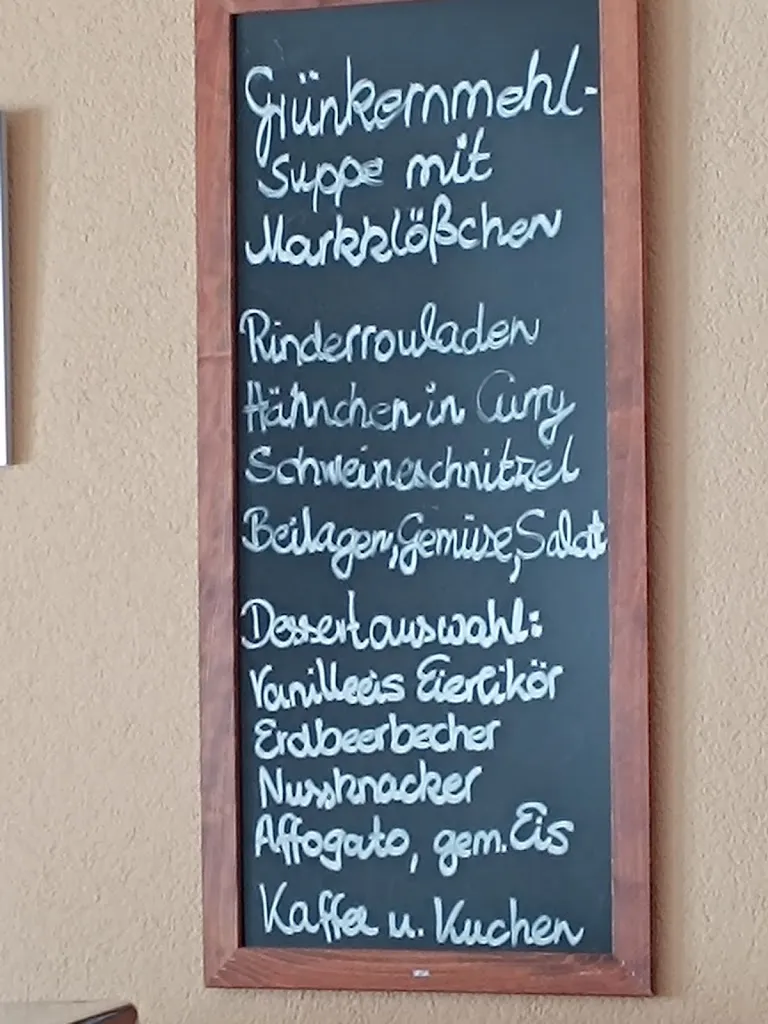 Grünkernmehl-
suppe mit
Markklößchen
Rinderrouladen
Hähnchen in Curry
Schweineschnitzel
Beilagen, Gemüse, Salat
Dessertauswahl:
Vanilleeis Eierlikör
Erdbeerbecher
Nussknacker
Affogato, gem. Eis
Kaffee u. Kuchen